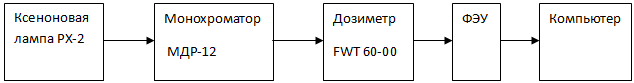 Ксеноновая
лампа PX-2
Монохроматор
МДР-12
Дозиметр
FWT 60-00
ФЭУ
Компьютер